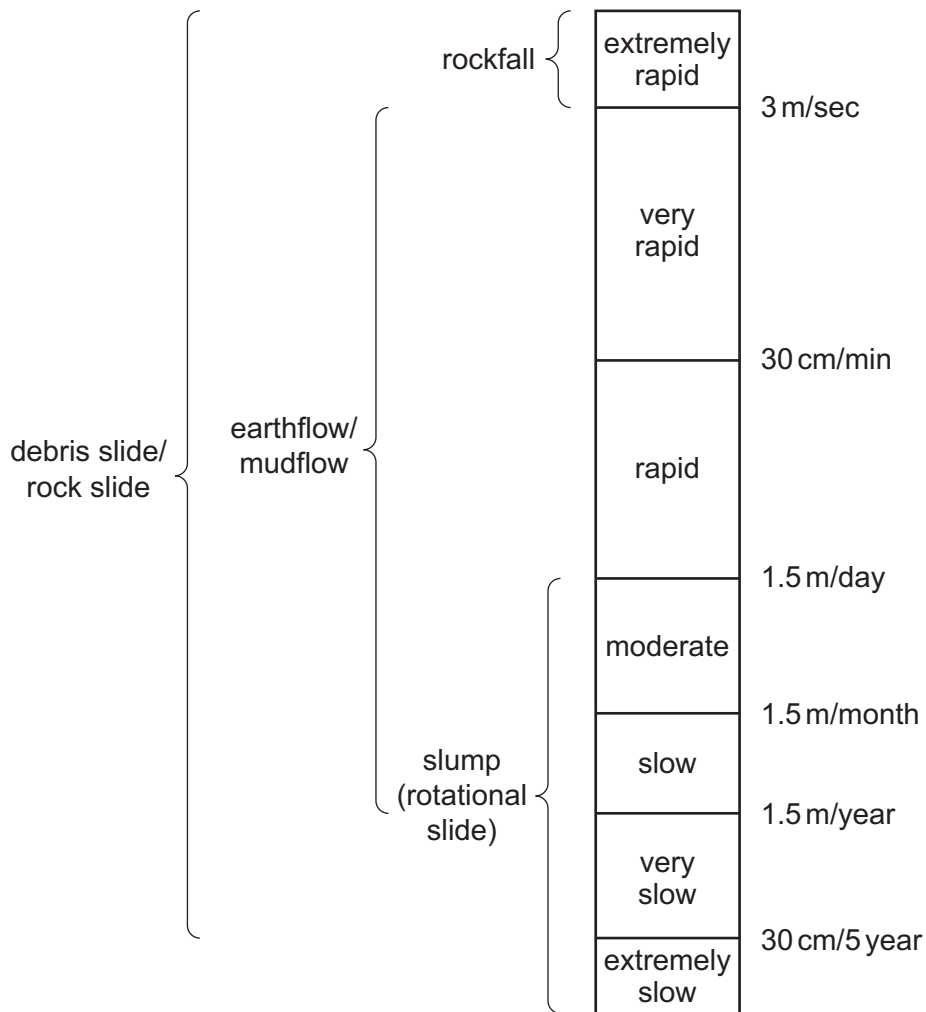 rockfall
extremely
rapid
3 m/sec
very
rapid
30 cm/min
debris slide/
rock slide
earthflow/
mudflow
rapid
1.5 m/day
moderate
1.5 m/month
slump
(rotational
slide)
slow
1.5 m/year
very
slow
30 cm/5 year
extremely
slow